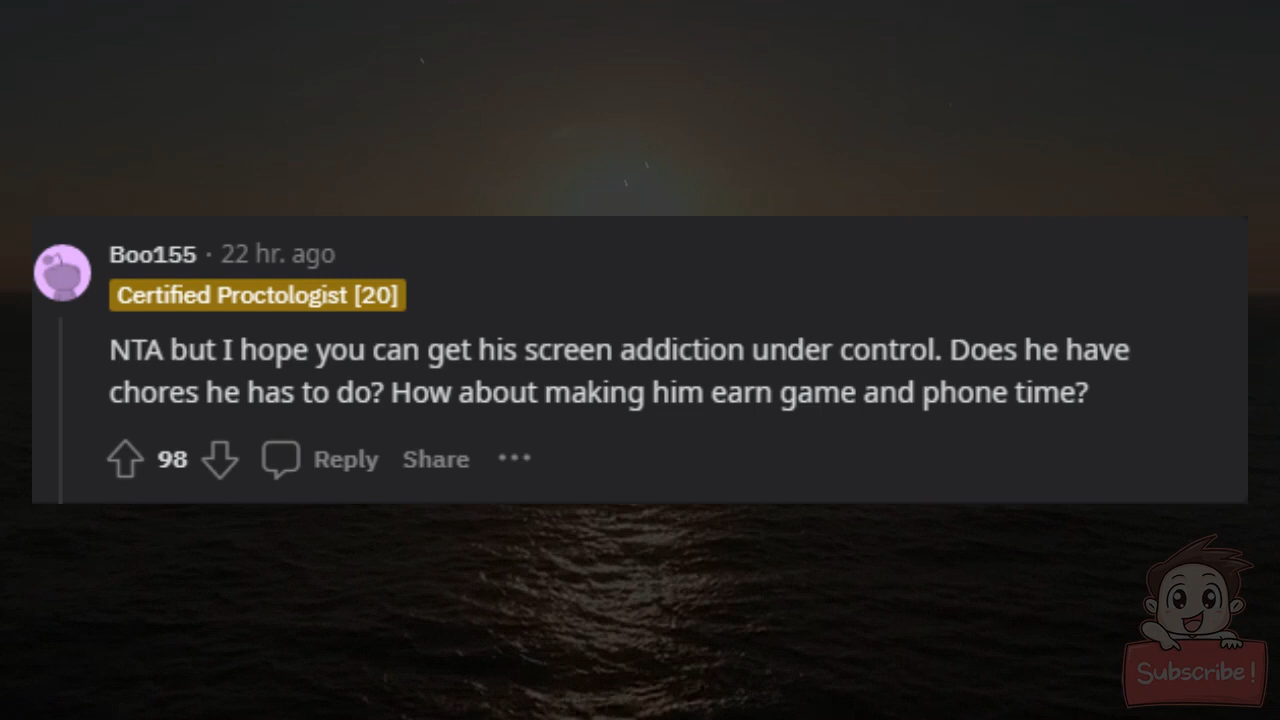 Boo155 · 22 hr. ago
Certified Proctologist [20]
NTA but I hope you can get his screen addiction under control. Does he have
chores he has to do? How about making him earn game and phone time?
98 Reply Share ···
Subscribe!